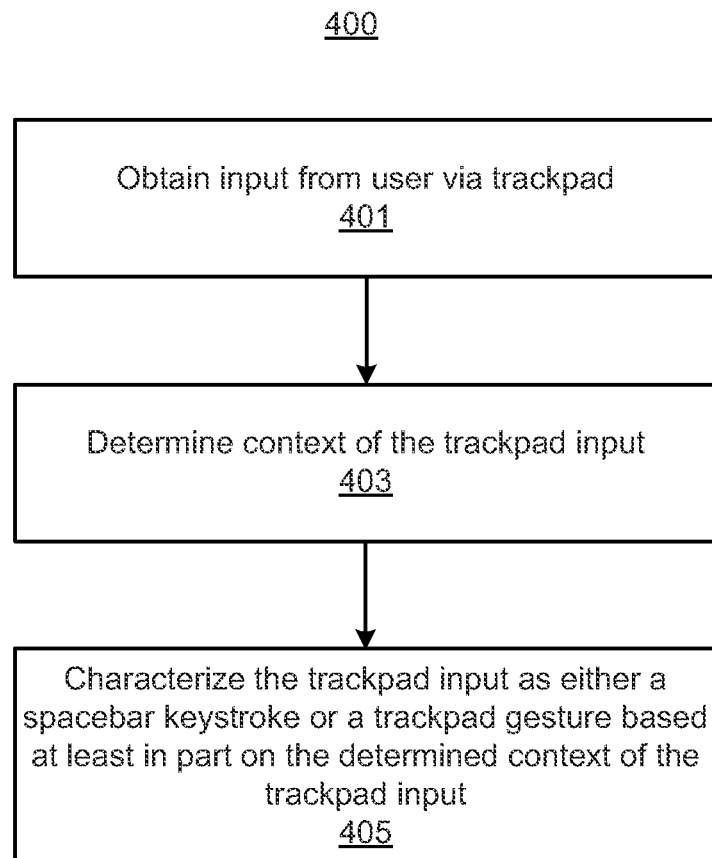 400
Obtain input from user via trackpad
401
Determine context of the trackpad input
403
Characterize the trackpad input as either a
spacebar keystroke or a trackpad gesture based
at least in part on the determined context of the
trackpad input
405